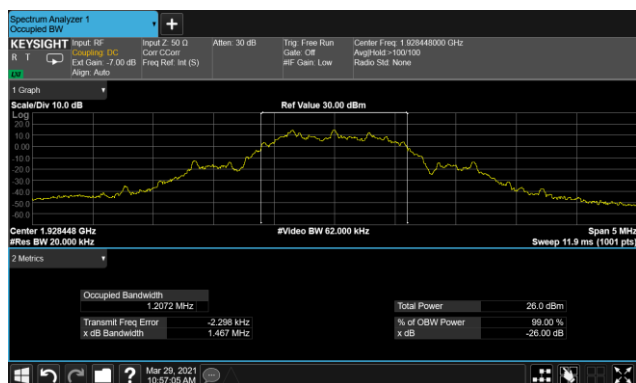 Spectrum Analyzer 1
Occupied BW
+
KEYSIGHT Input: RF Input Z: 50 Ω Atten: 30 dB Trig: Free Run Center Freq: 1.928448000 GHz
R T Coupling: DC Corr CCorr Gate: Off Avg|Hold:>100/100
Ext Gain: -7.00 dB Freq Ref: Int (S) #IF Gain: Low Radio Std: None
Align: Auto
1 Graph
Scale/Div 10.0 dB Ref Value 30.00 dBm
Log
20.0
10.0
0.00
-10.0
-20.0
-30.0
-40.0
-50.0
-60.0
Center 1.928448 GHz #Video BW 62.000 kHz Span 5 MHz
#Res BW 20.000 kHz Sweep 11.9 ms (1001 pts)
2 Metrics
Occupied Bandwidth
1.2072 MHz Total Power 26.0 dBm
Transmit Freq Error -2.298 kHz % of OBW Power 99.00 %
x dB Bandwidth 1.467 MHz x dB -26.00 dB
? Mar 29, 2021
10:57:05 AM